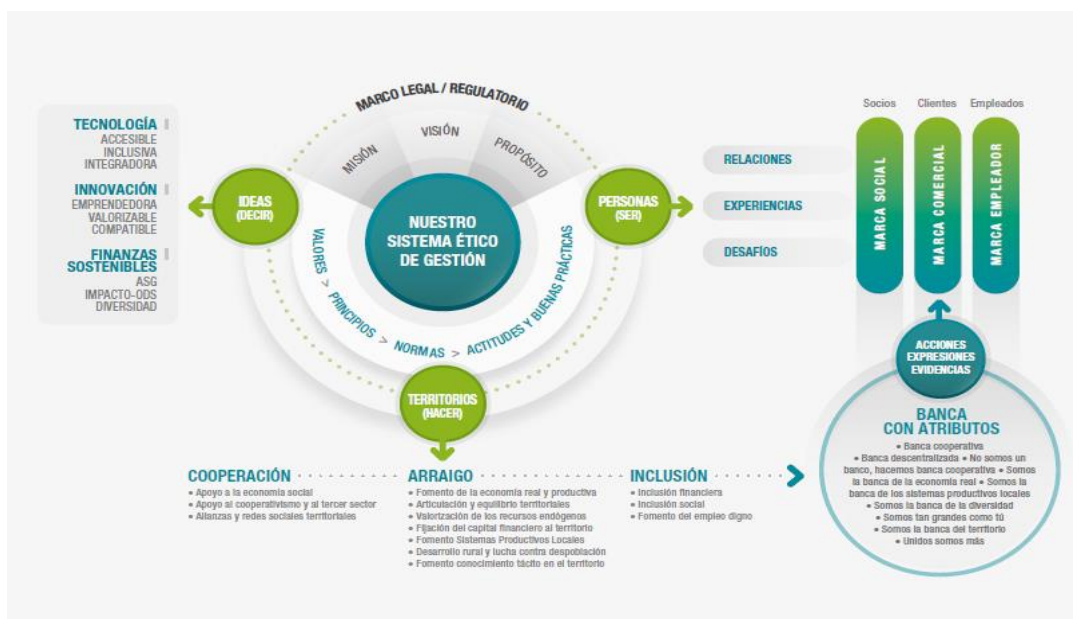 MARCO LEGAL / REGULATORIO
MISIÓN
VISIÓN
PROPÓSITO
NUESTRO
SISTEMA ÉTICO
DE GESTIÓN
VALORES > PRINCIPIOS > NORMAS > ACTITUDES Y BUENAS PRÁCTICAS
IDEAS
(DECIR)
TECNOLOGÍA
ACCESIBLE
INCLUSIVA
INTEGRADORA
INNOVACIÓN
EMPRENDEDORA
VALORIZABLE
COMPATIBLE
FINANZAS
SOSTENIBLES
ASG
IMPACTO-ODS
DIVERSIDAD
PERSONAS
(SER)
RELACIONES
EXPERIENCIAS
DESAFÍOS
Socios
Clientes
Empleados
MARCA SOCIAL
MARCA COMERCIAL
MARCA EMPLEADOR
TERRITORIOS
(HACER)
COOPERACIÓN
• Apoyo a la economía social
• Apoyo al cooperativismo y al tercer sector
• Alianzas y redes sociales territoriales
ARRAIGO
• Fomento de la economía real y productiva
• Articulación y equilibrio territoriales
• Valorización de los recursos endógenos
• Fijación del capital financiero al territorio
• Fomento Sistemas Productivos Locales
• Desarrollo rural y lucha contra despoblación
• Fomento conocimiento tácito en el territorio
INCLUSIÓN
• Inclusión financiera
• Inclusión social
• Fomento del empleo digno
ACCIONES
EXPRESIONES
EVIDENCIAS
BANCA
CON ATRIBUTOS
• Banca cooperativa
• Banca descentralizada • No somos un
banco, hacemos banca cooperativa • Somos
la banca de la economía real • Somos la
banca de los sistemas productivos locales
• Somos la banca de la diversidad
• Somos tan grandes como tú
• Somos la banca del territorio
• Unidos somos más